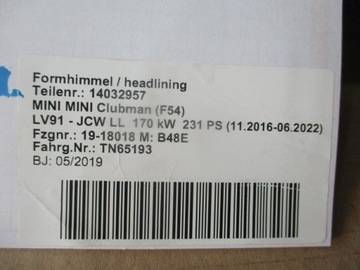 Formhimmel / headlining
Teilenr.: 14032957
MINI MINI Clubman (F54)
LV91 - JCW LL 170 kW 231 PS (11.2016-06.2022)
Fzgnr.: 19-18018 M: B48E
Fahrg.Nr.: TN65193
BJ: 05/2019